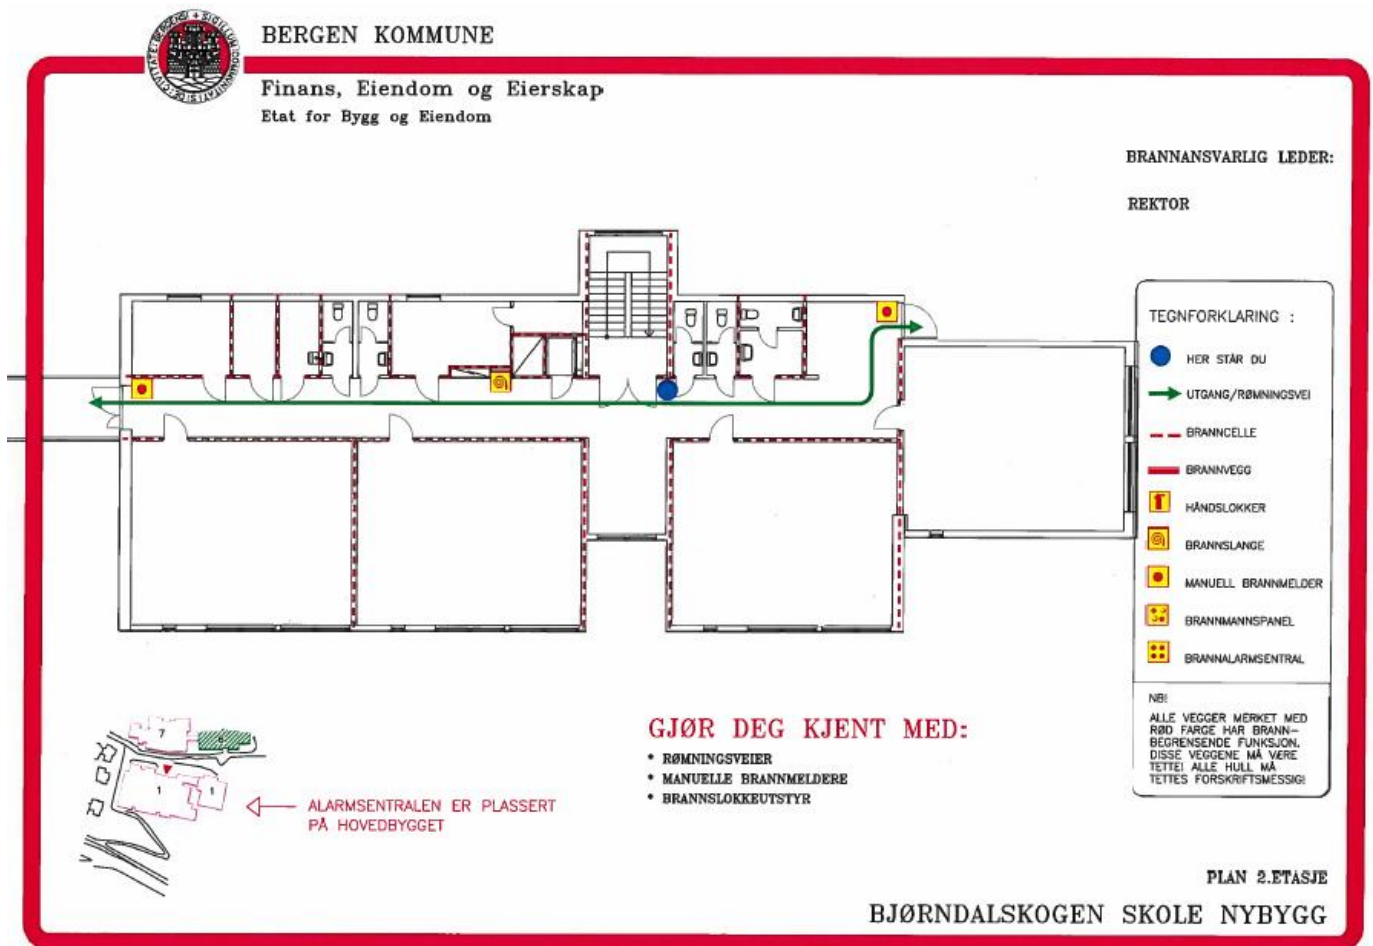 BERGEN KOMMUNE
Finans, Eiendom og Eierskap
Etat for Bygg og Eiendom
BRANNANSVARLIG LEDER:
REKTOR
TEGNFORKLARING :
HER STÅR DU
UTGANG/RØMNINGSVEI
BRANNCELLE
BRANNVEGG
HÅNDSLOKKER
BRANNSLANGE
MANUELL BRANNMELDER
BRANNMANNSPANEL
BRANNALARMSENTRAL
NB!
ALLE VEGGER MERKET MED
RØD FARGE HAR BRANN-
BEGRENSENDE FUNKSJON.
DISSE VEGGENE MÅ VERE
TETTE! ALLE HULL MÅ
TETTES FORSKRIFTSMESSIG!
GJØR DEG KJENT MED:
* RØMNINGSVEIER
* MANUELLE BRANNMELDERE
* BRANNSLOKKEUTSTYR
7
1
1
ALARMSENTRALEN ER PLASSERT
PÅ HOVEDBYGGET
PLAN 2.ETASJE
BJØRNDALSKOGEN SKOLE NYBYGG